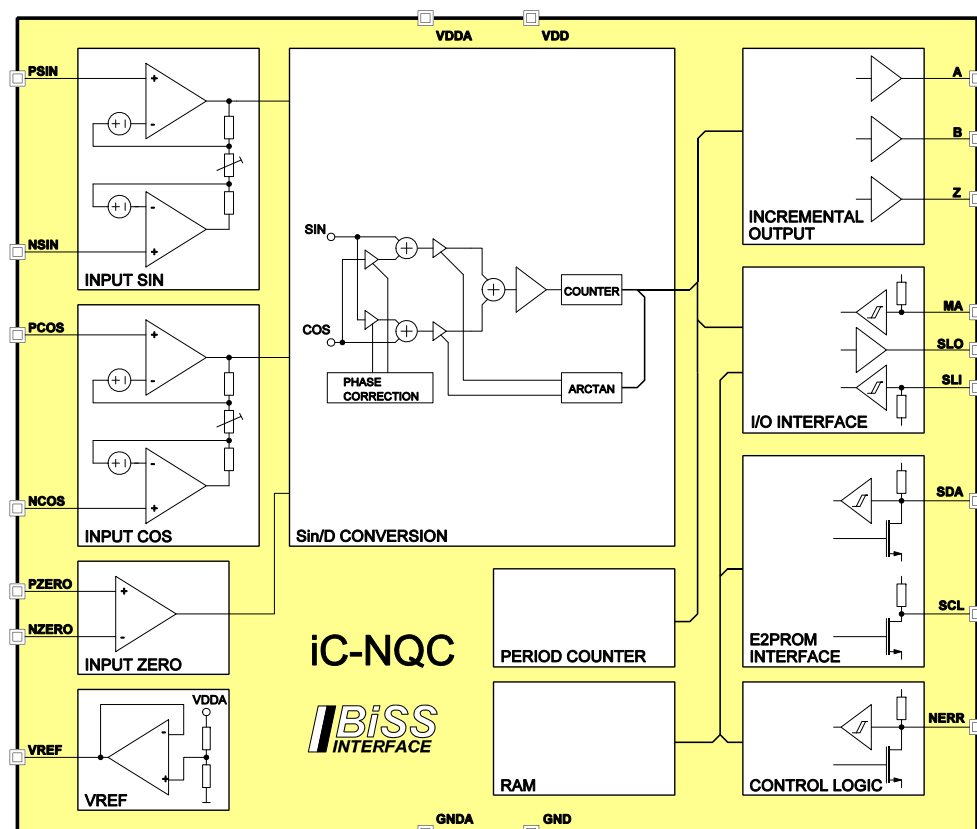 VDDA
VDD
PSIN
NSIN
INPUT SIN
PCOS
NCOS
INPUT COS
PZERO
NZERO
INPUT ZERO
VDDA
VREF
VREF
SIN
COS
PHASE
CORRECTION
COUNTER
ARCTAN
Sin/D CONVERSION
iC-NQC
BiSS
INTERFACE
PERIOD COUNTER
RAM
A
B
Z
INCREMENTAL
OUTPUT
MA
SLO
SLI
I/O INTERFACE
SDA
SCL
E2PROM
INTERFACE
NERR
CONTROL LOGIC
GNDA
GND